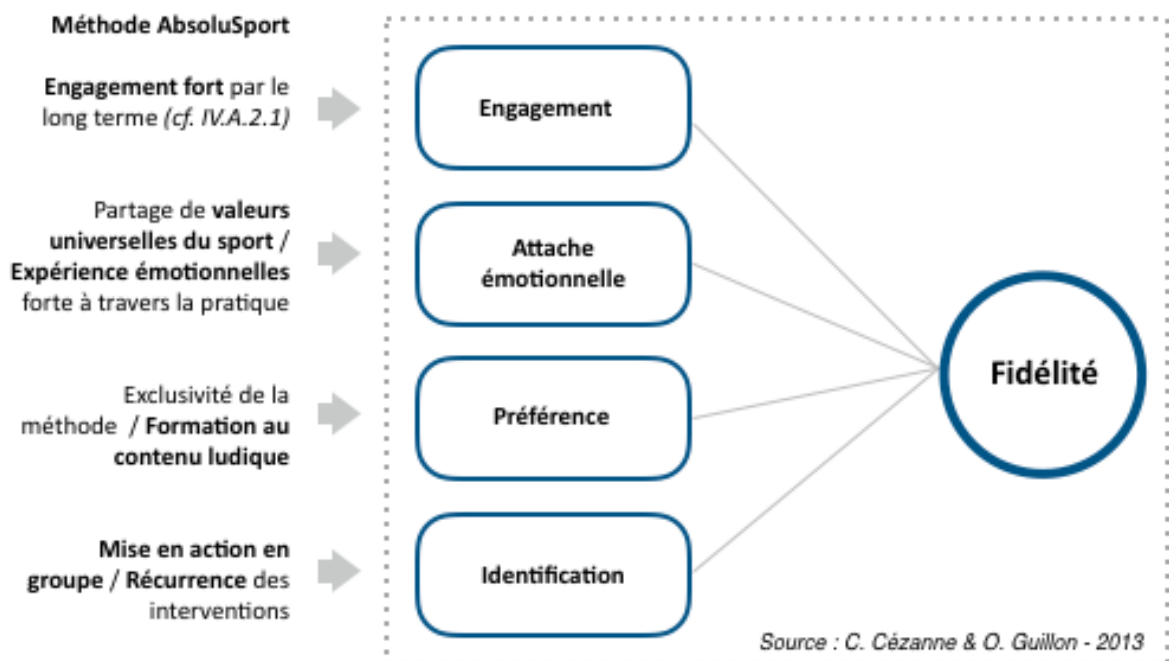 Méthode AbsoluSport
Engagement fort par le
long terme (cf. IV.A.2.1)
Engagement
Partage de valeurs
universelles du sport /
Expérience émotionnelles
forte à travers la pratique
Attache
émotionnelle
Exclusivité de la
méthode / Formation au
contenu ludique
Préférence
Mise en action en
groupe / Récurrence des
interventions
Identification
Fidélité
Source : C. Cézanne & O. Guillon - 2013